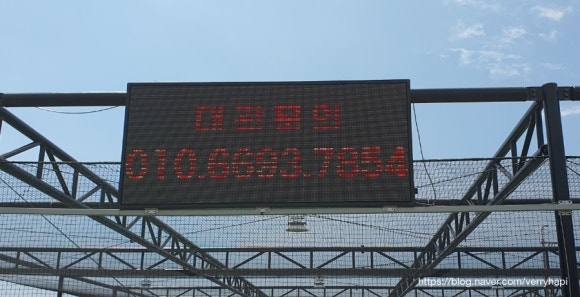 대관문의
010.6693.7854
https://blog.naver.com/verryhapi